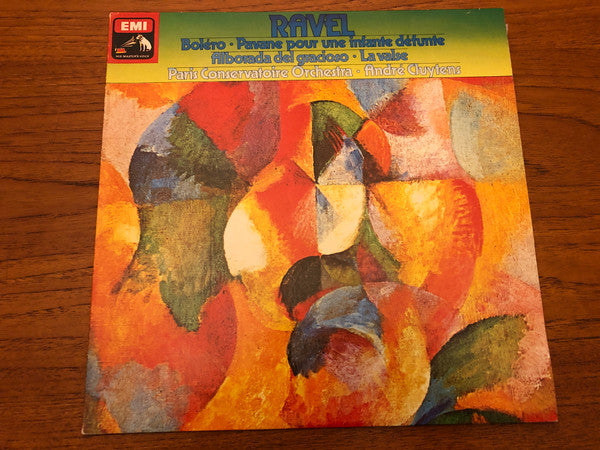 EMI
HIS MASTER'S VOICE
RAVEL
Boléro · Pavane pour une infante défunte
Alborada del gracioso · La valse
Paris Conservatoire Orchestra · André Cluytens